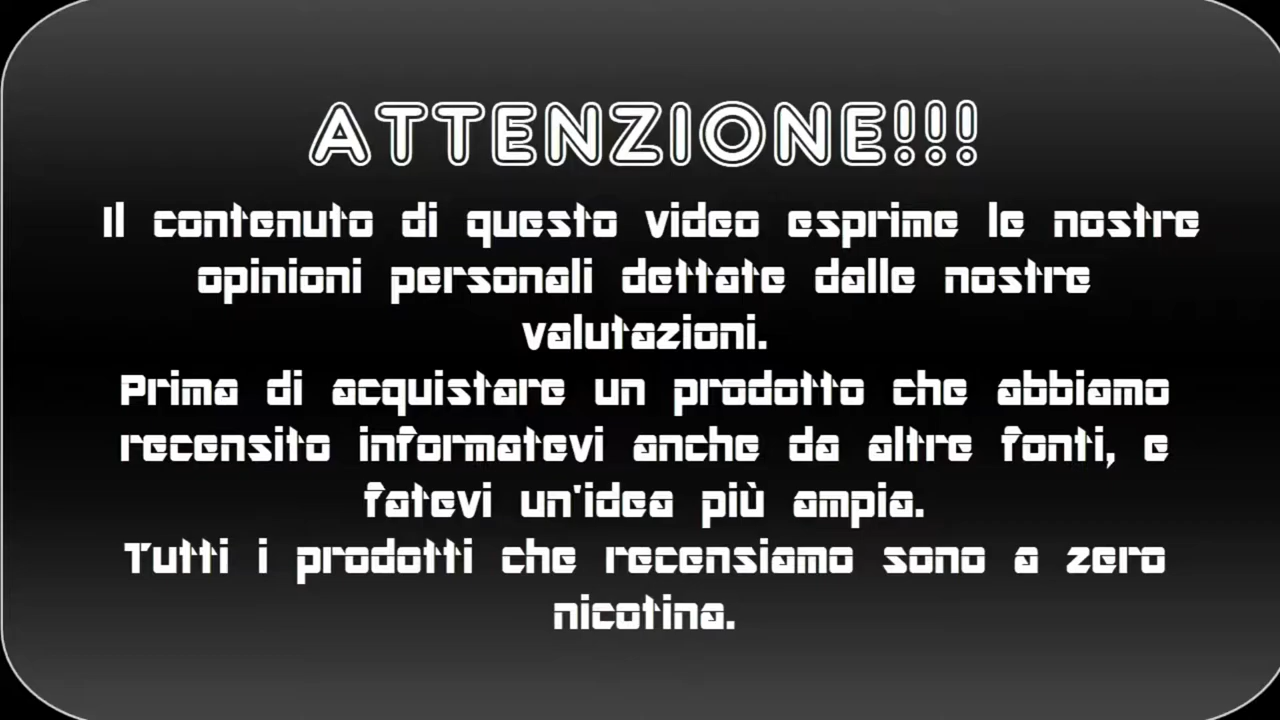 ATTENZIONE!!!
Il contenuto di questo video esprime le nostre
opinioni personali dettate dalle nostre
valutazioni.
Prima di acquistare un prodotto che abbiamo
recensito informatevi anche da altre fonti, e
fatevi un'idea più ampia.
Tutti i prodotti che recensiamo sono a zero
nicotina.